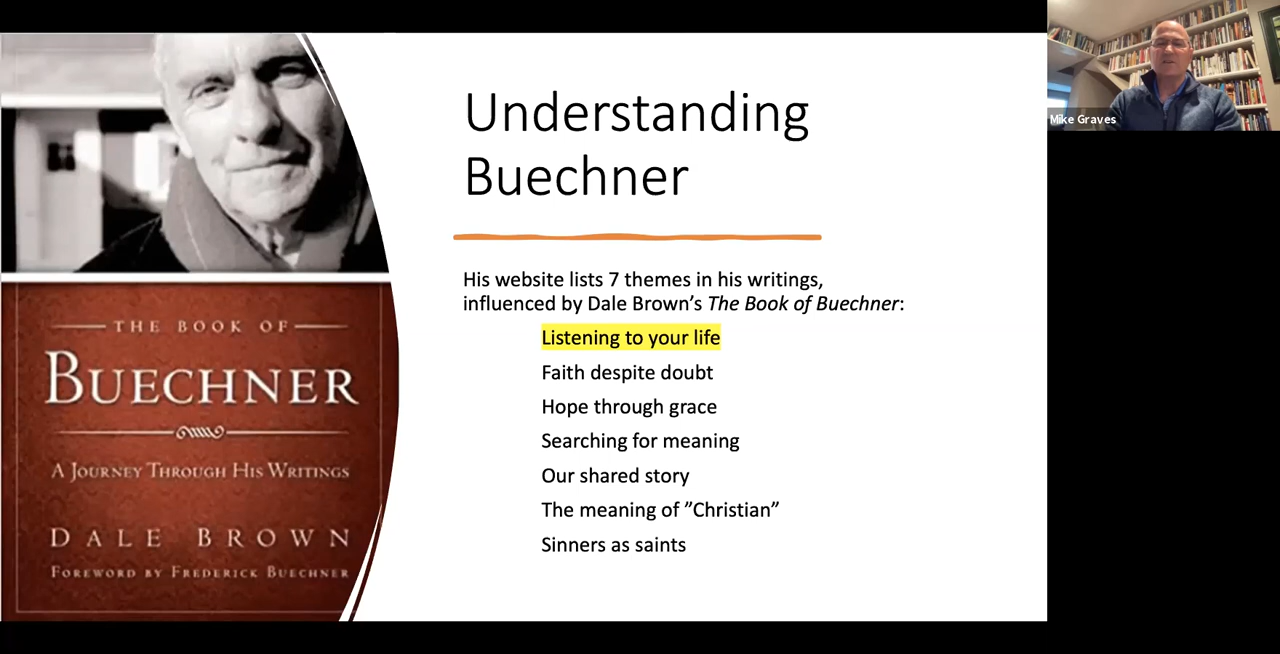 Understanding
Buechner
His website lists 7 themes in his writings,
influenced by Dale Brown’s The Book of Buechner:
Listening to your life
Faith despite doubt
Hope through grace
Searching for meaning
Our shared story
The meaning of ”Christian”
Sinners as saints
THE BOOK OF
BUECHNER
A JOURNEY THROUGH HIS WRITINGS
DALE BROWN
FOREWORD BY FREDERICK BUECHNER
Mike Graves